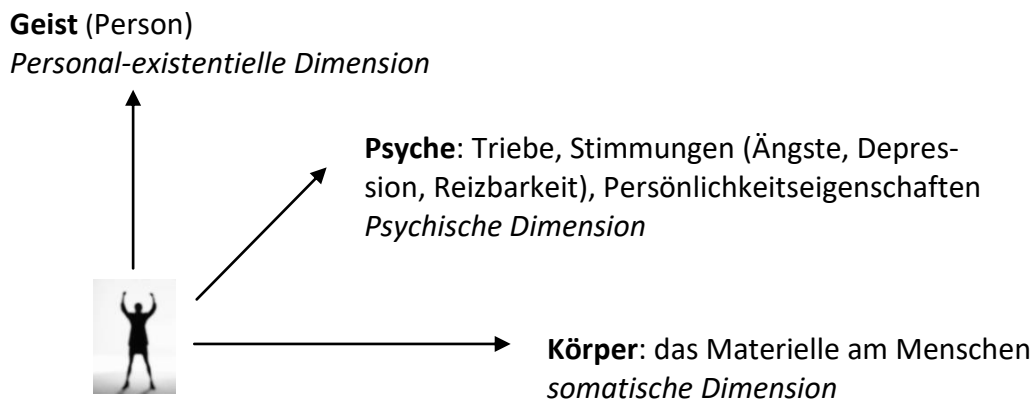 Geist (Person)
Personal-existentielle Dimension
Psyche: Triebe, Stimmungen (Ängste, Depres-
sion, Reizbarkeit), Persönlichkeitseigenschaften
Psychische Dimension
Körper: das Materielle am Menschen
somatische Dimension